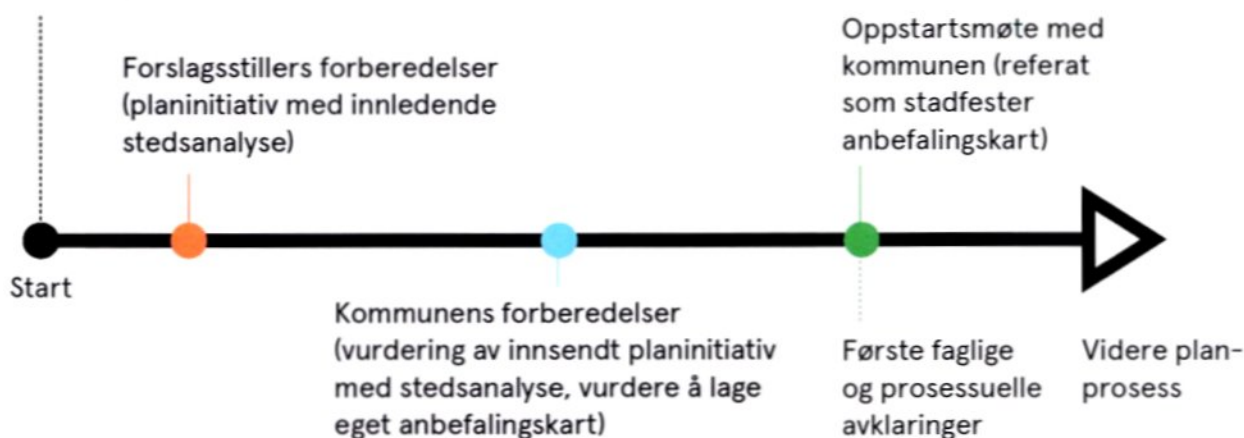 Forslagsstillers forberedelser
(planinitiativ med innledende
stedsanalyse)
Oppstartsmøte med
kommunen (referat
som stadfester
anbefalingskart)
Start
Kommunens forberedelser
(vurdering av innsendt planinitiativ
med stedsanalyse, vurdere å lage
eget anbefalingskart)
Første faglige
og prosessuelle
avklaringer
Videre plan-
prosess